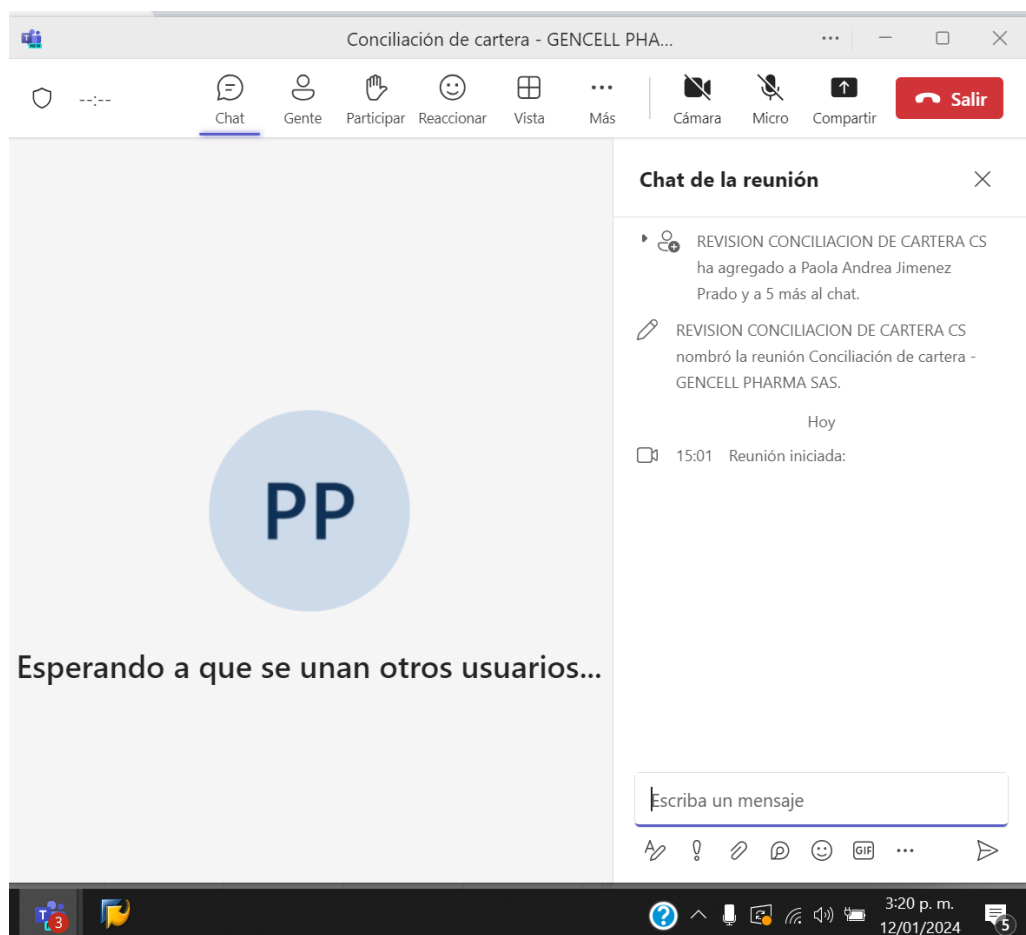 Conciliación de cartera - GENCELL PHA...
--:--
Chat
Gente
Participar
Reaccionar
Vista
Más
Cámara
Micro
Compartir
Salir
Chat de la reunión
REVISION CONCILIACION DE CARTERA CS
ha agregado a Paola Andrea Jimenez
Prado y a 5 más al chat.
REVISION CONCILIACION DE CARTERA CS
nombró la reunión Conciliación de cartera -
GENCELL PHARMA SAS.
Hoy
15:01 Reunión iniciada:
PP
Esperando a que se unan otros usuarios...
Escriba un mensaje
GIF
3
3:20 p. m.
12/01/2024
5